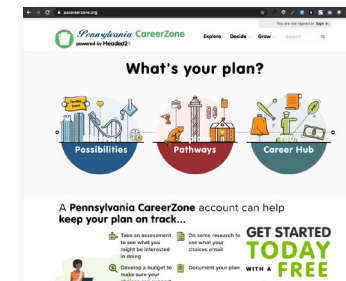 pacareerzone.org
You are not signed in Sign in
Pennsylvania CareerZone
powered by Headed2
Explore Decide Grow Search
What's your plan?
Possibilities
Pathways
Career Hub
A Pennsylvania CareerZone account can help
keep your plan on track...
Take an assessment
to see what you
might be interested
in doing
Do some research to
see what your
choices entail
Develop a budget to
make sure your
Document your plan
GET STARTED
TODAY
WITH A FREE